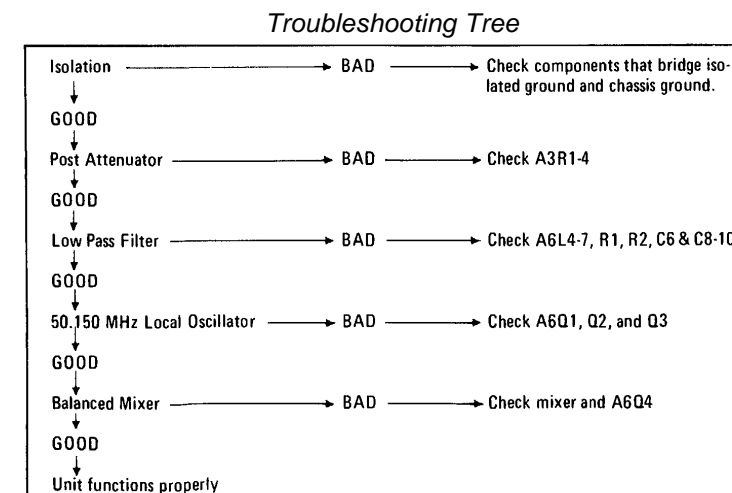 Troubleshooting Tree
Isolation BAD Check components that bridge iso-
lated ground and chassis ground.
GOOD
Post Attenuator BAD Check A3R1-4
GOOD
Low Pass Filter BAD Check A6L4-7, R1, R2, C6 & C8-10
GOOD
50.150 MHz Local Oscillator BAD Check A6Q1, Q2, and Q3
GOOD
Balanced Mixer BAD Check mixer and A6Q4
GOOD
Unit functions properly